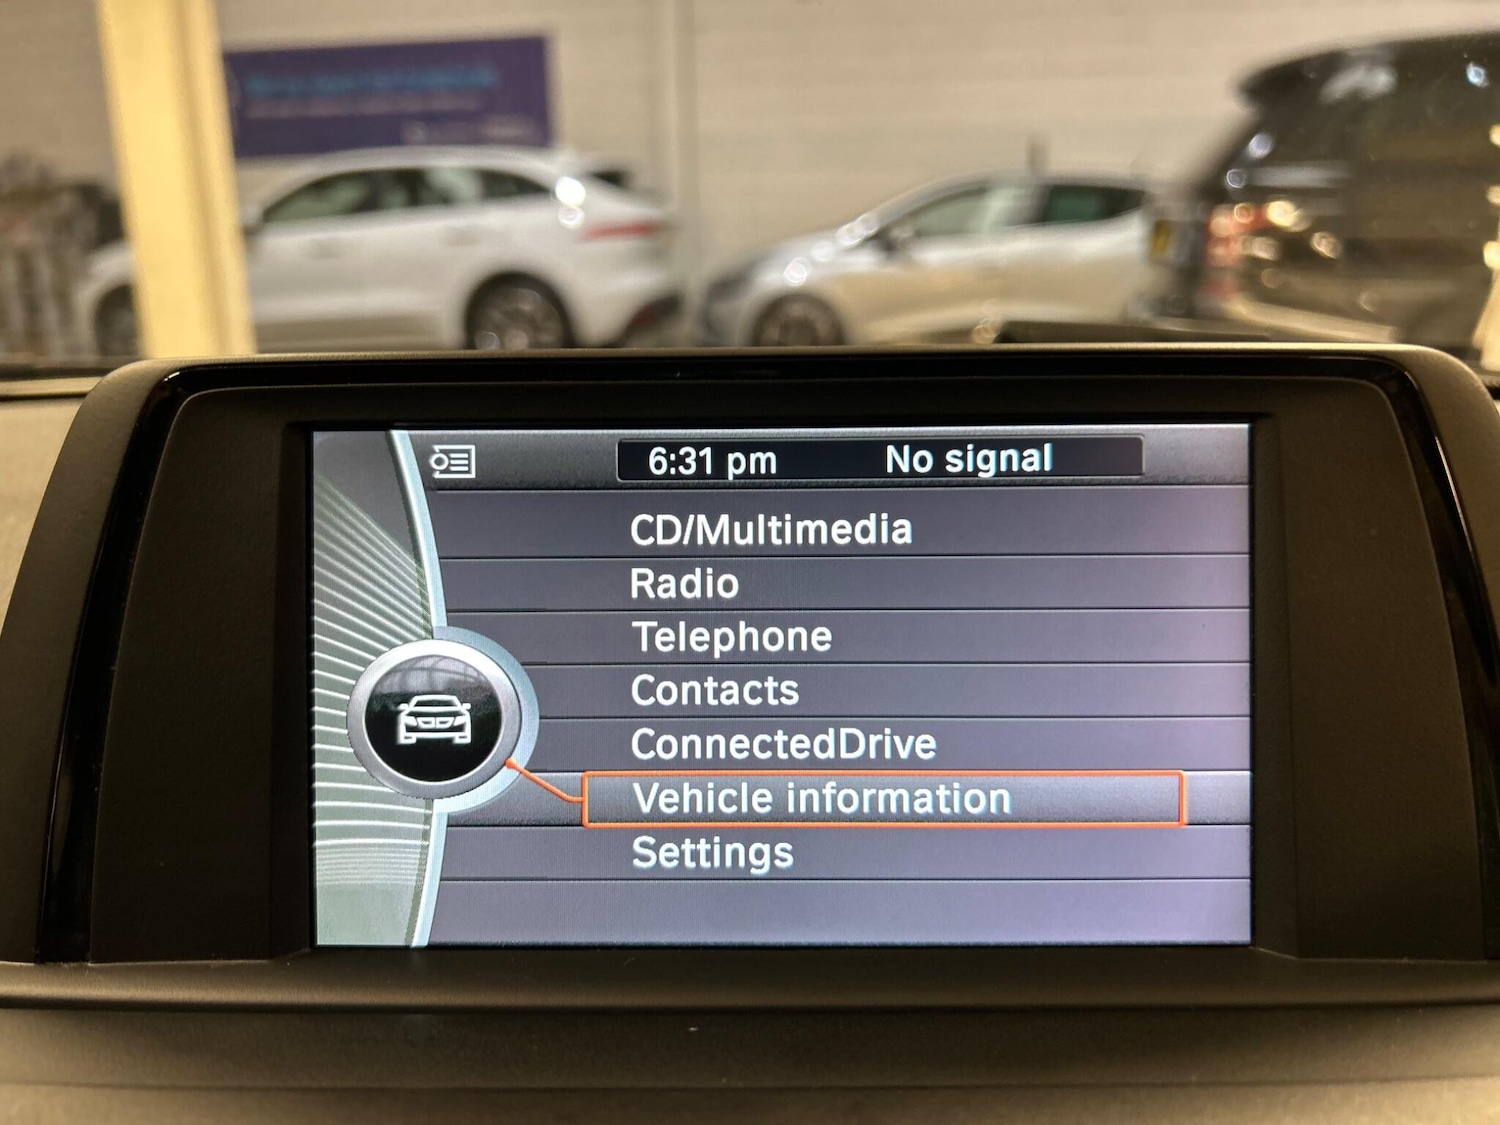 6:31 pm No signal
CD/Multimedia
Radio
Telephone
Contacts
ConnectedDrive
Vehicle information
Settings